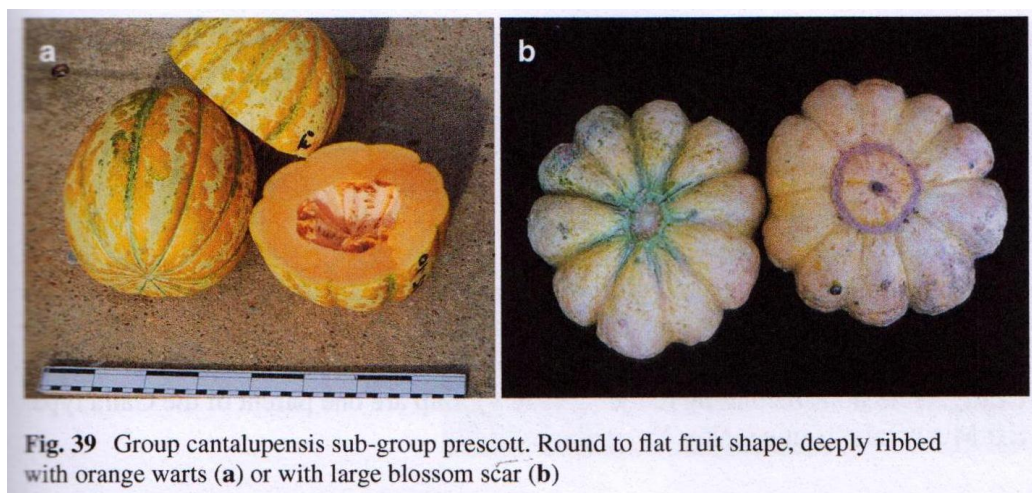 a
b
Fig. 39 Group cantalupensis sub-group prescott. Round to flat fruit shape, deeply ribbed
with orange warts (a) or with large blossom scar (b)